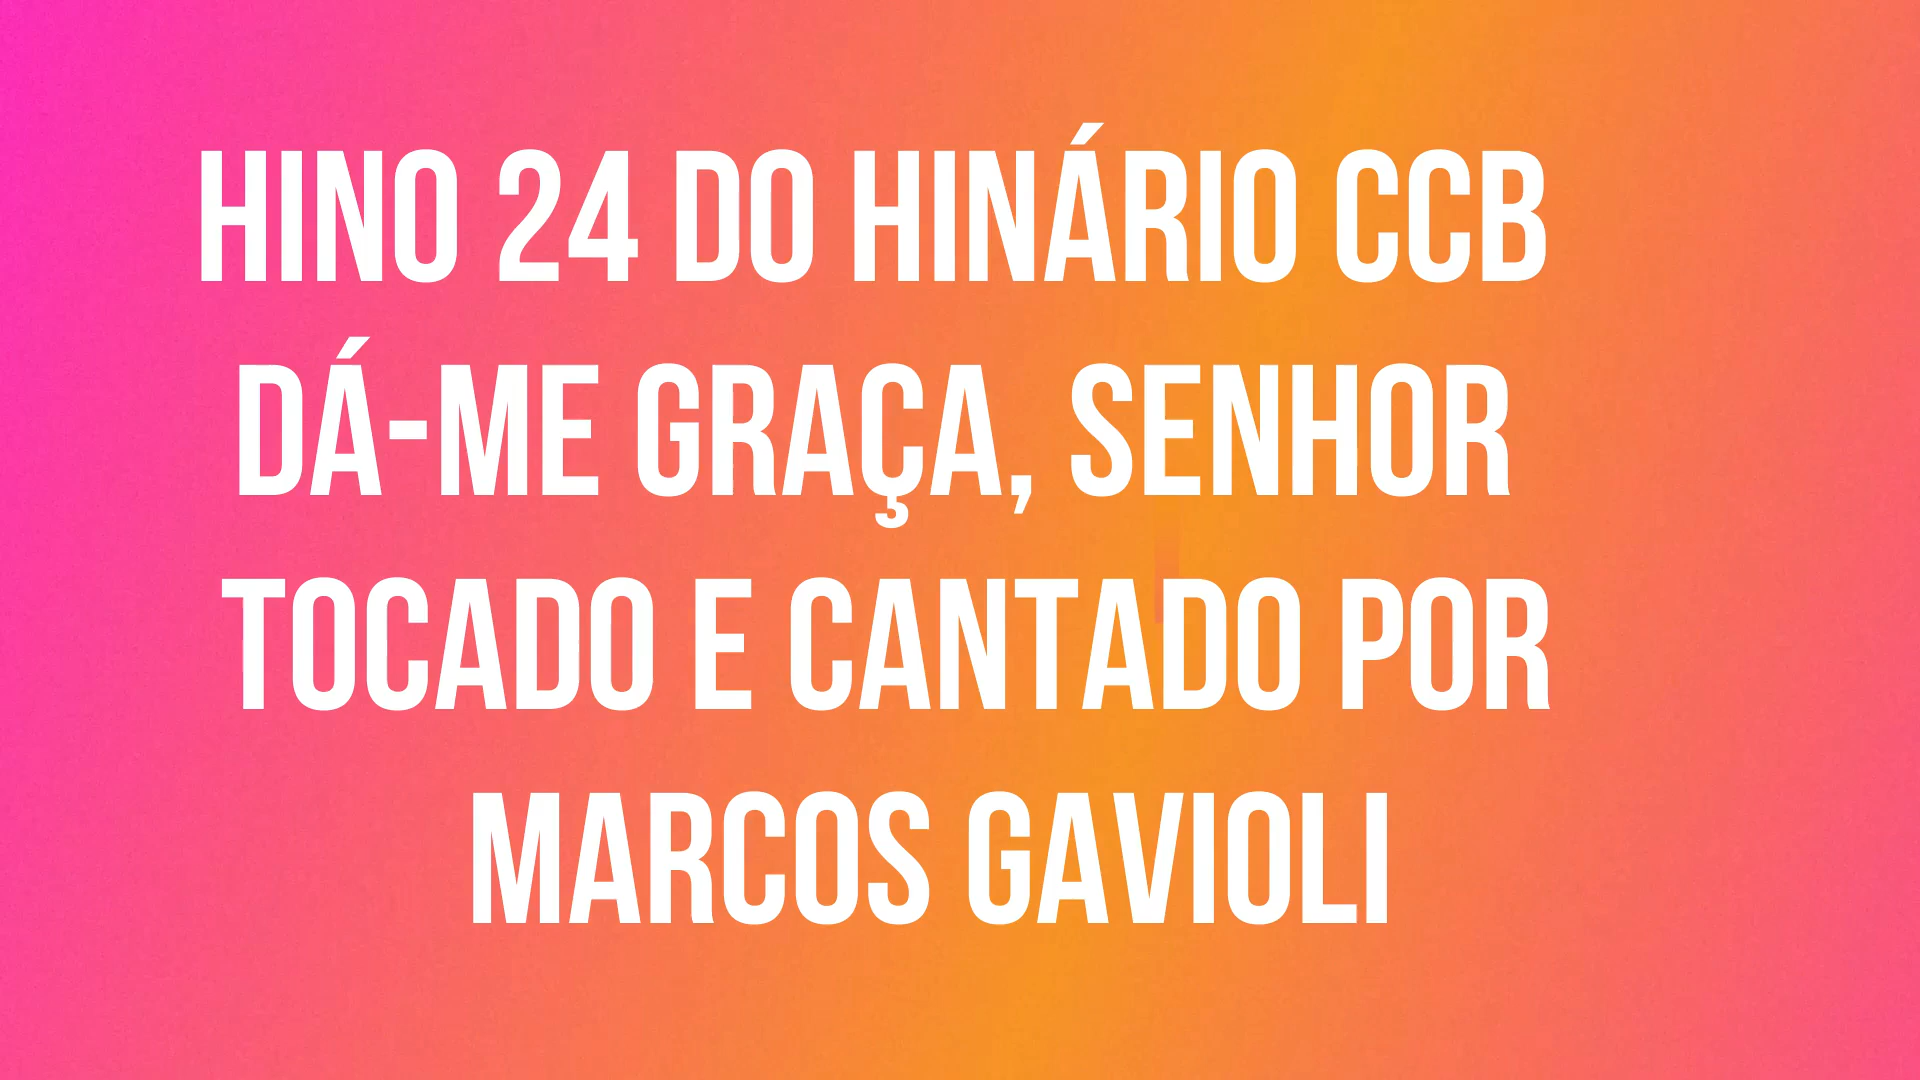 HINO 24 DO HINÁRIO CCB
DÁ-ME GRAÇA, SENHOR
TOCADO E CANTADO POR
MARCOS GAVIOLI